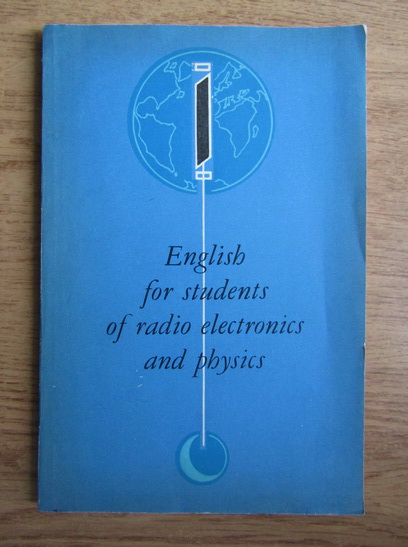 English
for students
of radio electronics
and physics